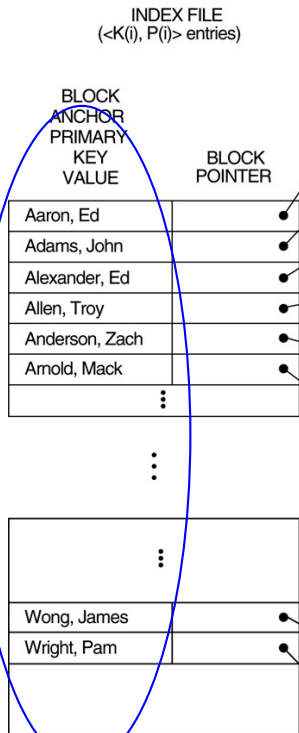 INDEX FILE
(<K(i), P(i)> entries)
BLOCK
ANCHOR
PRIMARY
KEY
VALUE
BLOCK
POINTER
Aaron, Ed
Adams, John
Alexander, Ed
Allen, Troy
Anderson, Zach
Arnold, Mack
Wong, James
Wright, Pam